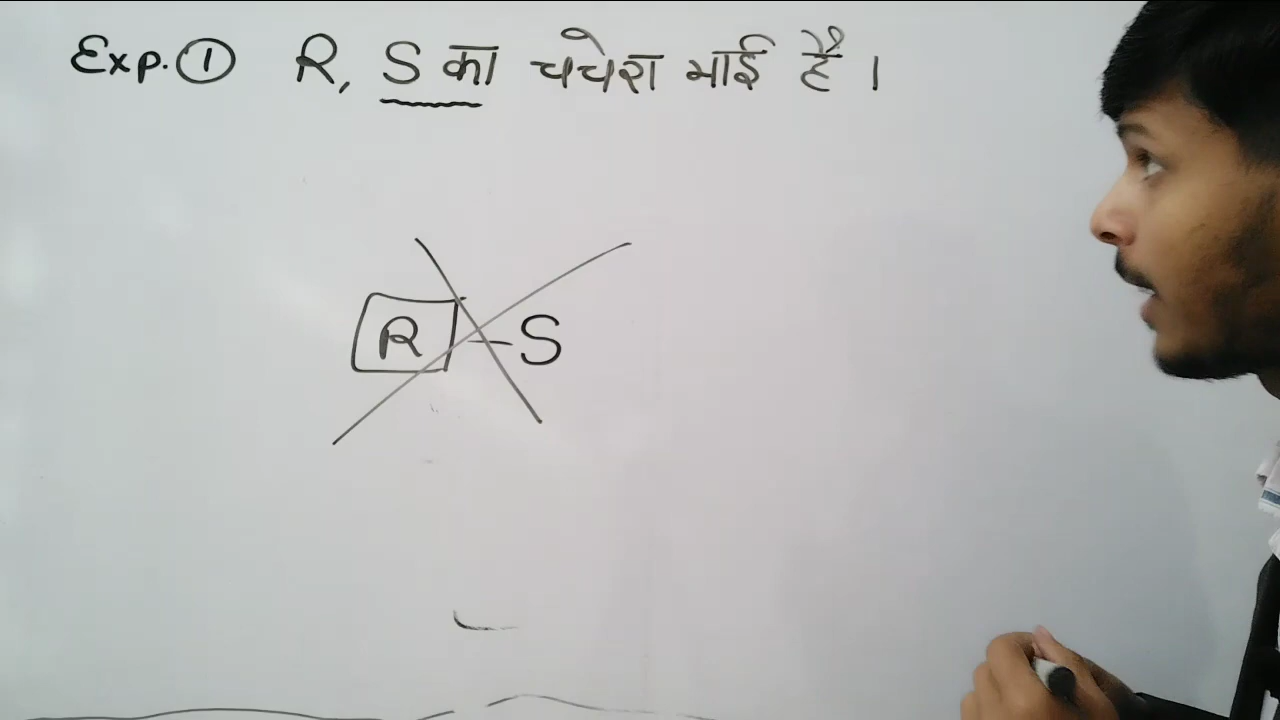 Exp. ① R, S का चचेरा भाई है ।
R - S